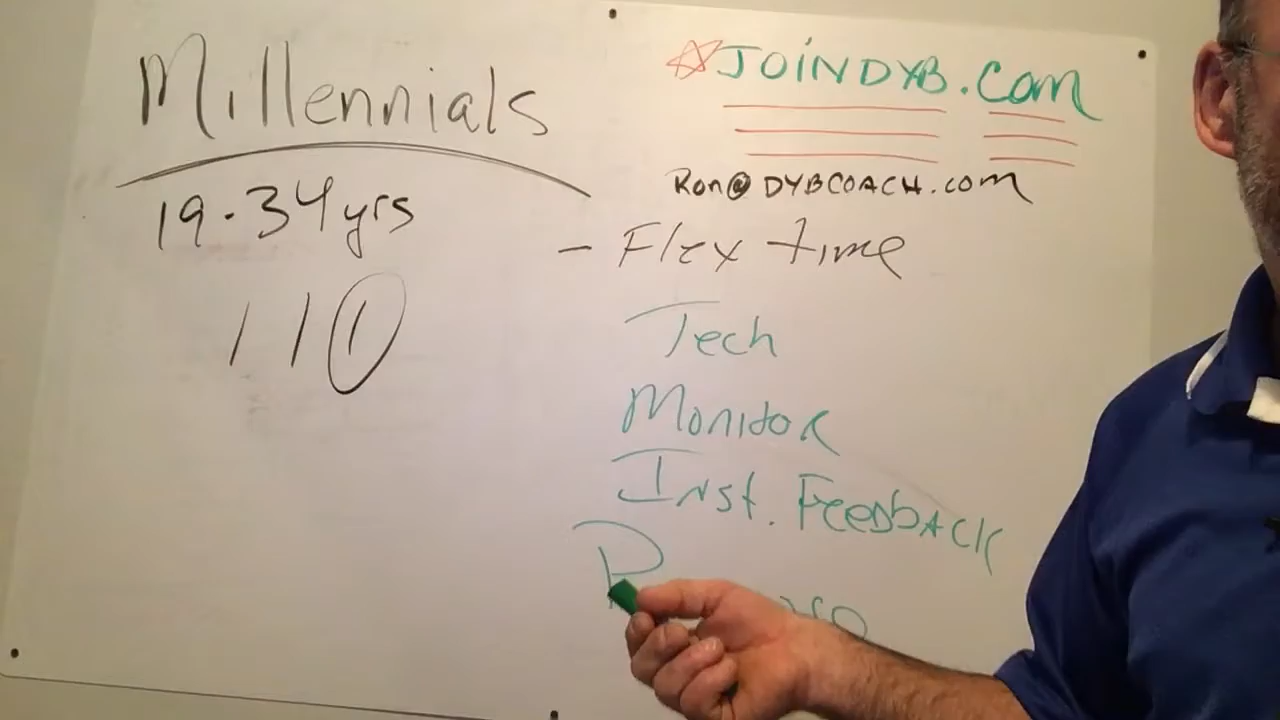 Millennials
19-34yrs
111
JOiNDYB.com
Ron@DYBCOACH.com
- Flex time
Tech
Monitor
Inst. Feedback